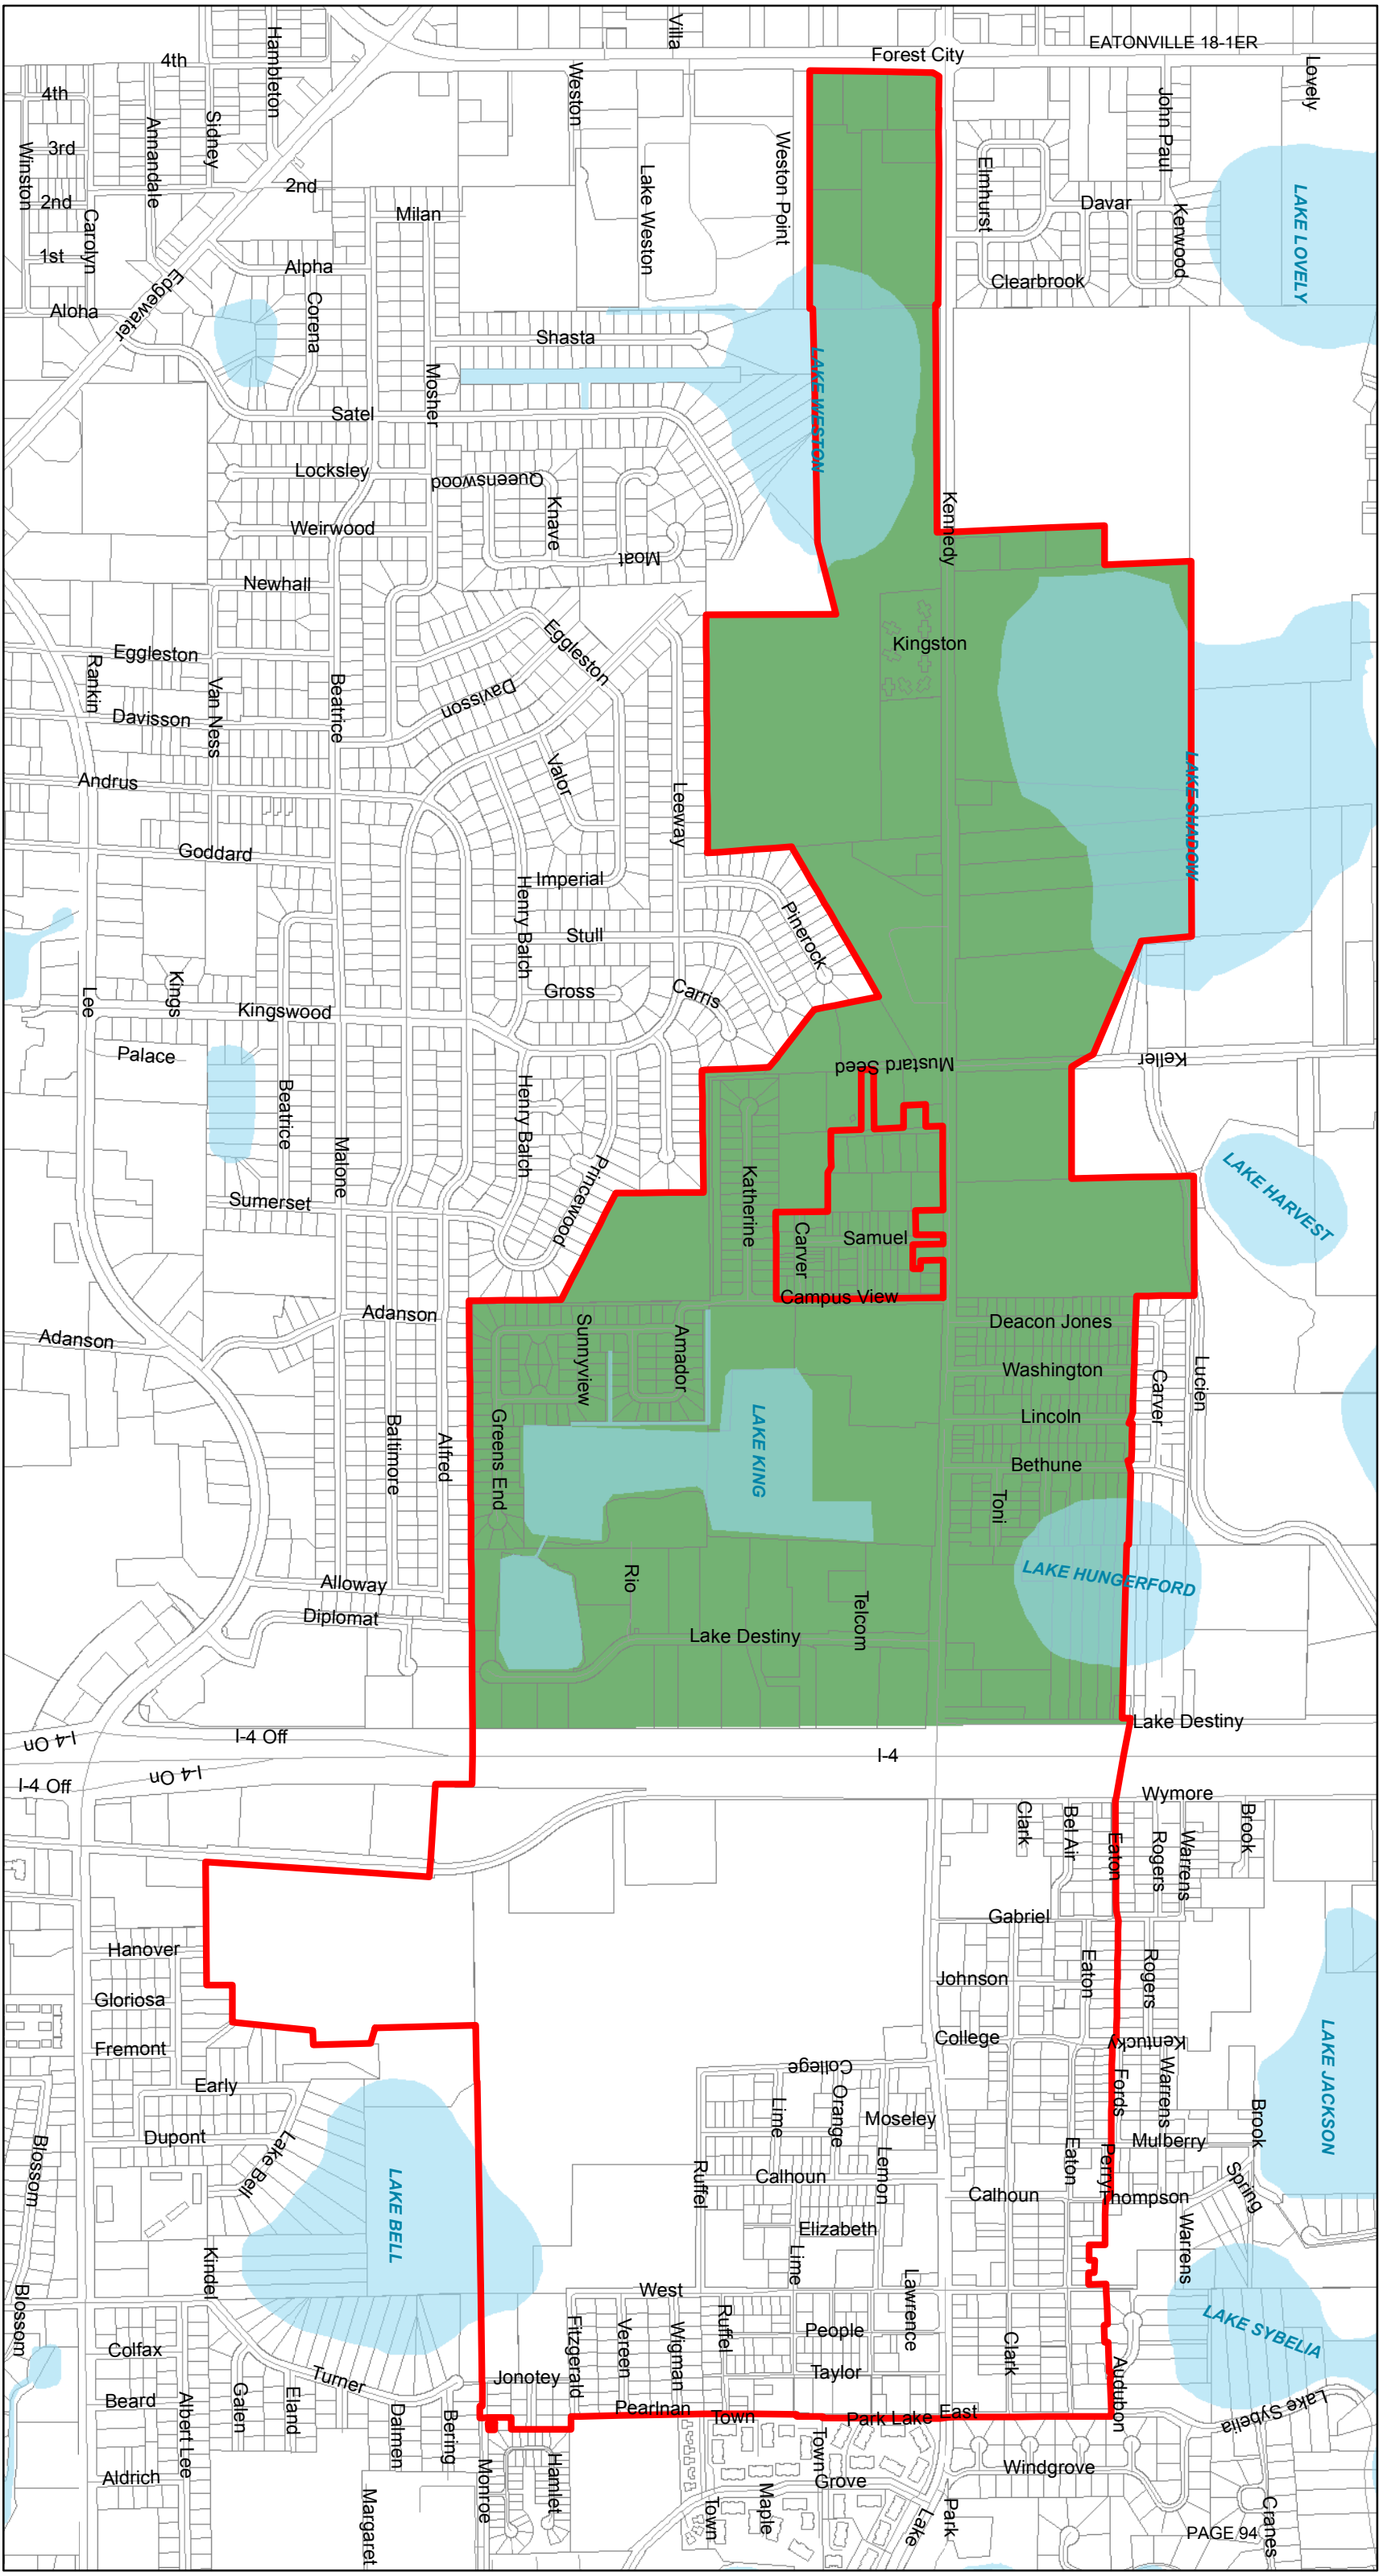 EATONVILLE 18-1ER
Forest City
Villa
Lovely
Hambleton
4th
4th
Weston
John Paul
Annandale
Sidney
3rd
Winston
Weston Point
Elmhurst
Lake Weston
2nd
2nd
Milan
Davar
Kerwood
LAKE LOVELY
Carolyn
1st
Alpha
Clearbrook
Edgewater
Aloha
Corena
Shasta
LAKE WESTON
Mosher
Satel
Locksley
Queenswood
Knave
Weirwood
Kennedy
Moat
Newhall
Eggleston
Eggleston
Kingston
Rankin
Van Ness
Beatrice
Davisson
Davisson
Valor
Andrus
Leeway
LAKE SHADOW
Goddard
Imperial
Henry Balch
Stull
Pinerock
Kings
Gross
Carris
Lee
Kingswood
Palace
Mustard Seed
Keller
Beatrice
Henry Balch
Malone
Princewood
Katherine
LAKE HARVEST
Sumerset
Carver
Samuel
Campus View
Adanson
Adanson
Sunnyview
Amador
Deacon Jones
Washington
Carver
Lucien
Lincoln
Baltimore
Alfred
Greens End
LAKE KING
Bethune
Toni
LAKE HUNGERFORD
Alloway
Diplomat
Rio
Telcom
Lake Destiny
Lake Destiny
I-4 On
I-4 Off
I-4
I-4 On
I-4 Off
Wymore
Clark
Bel Air
Eaton
Rogers
Warrens
Brook
Gabriel
Hanover
Johnson
Eaton
Rogers
Gloriosa
College
Kentucky
LAKE JACKSON
Fremont
College
Early
Lime
Orange
Moseley
Fords
Warrens
Brook
Dupont
Lake Bell
Mulberry
Blossom
LAKE BELL
Ruffel
Calhoun
Lemon
Eaton
Perry
Spring
Calhoun
Thompson
Elizabeth
Kindel
Lime
Warrens
Blossom
West
Lawrence
LAKE SYBELIA
Fitzgerald
Vereen
Wigman
Ruffel
People
Clark
Colfax
Taylor
Audubon
Turner
Jonotey
Beard
Albert Lee
Galen
Eland
Dalmen
Bering
Pearlnan
Town
Park Lake
East
Lake Sybelia
Aldrich
Monroe
Hamlet
Town
Grove
Windgrove
Margaret
Town
Maple
Lake
Park
Cranes
PAGE 94